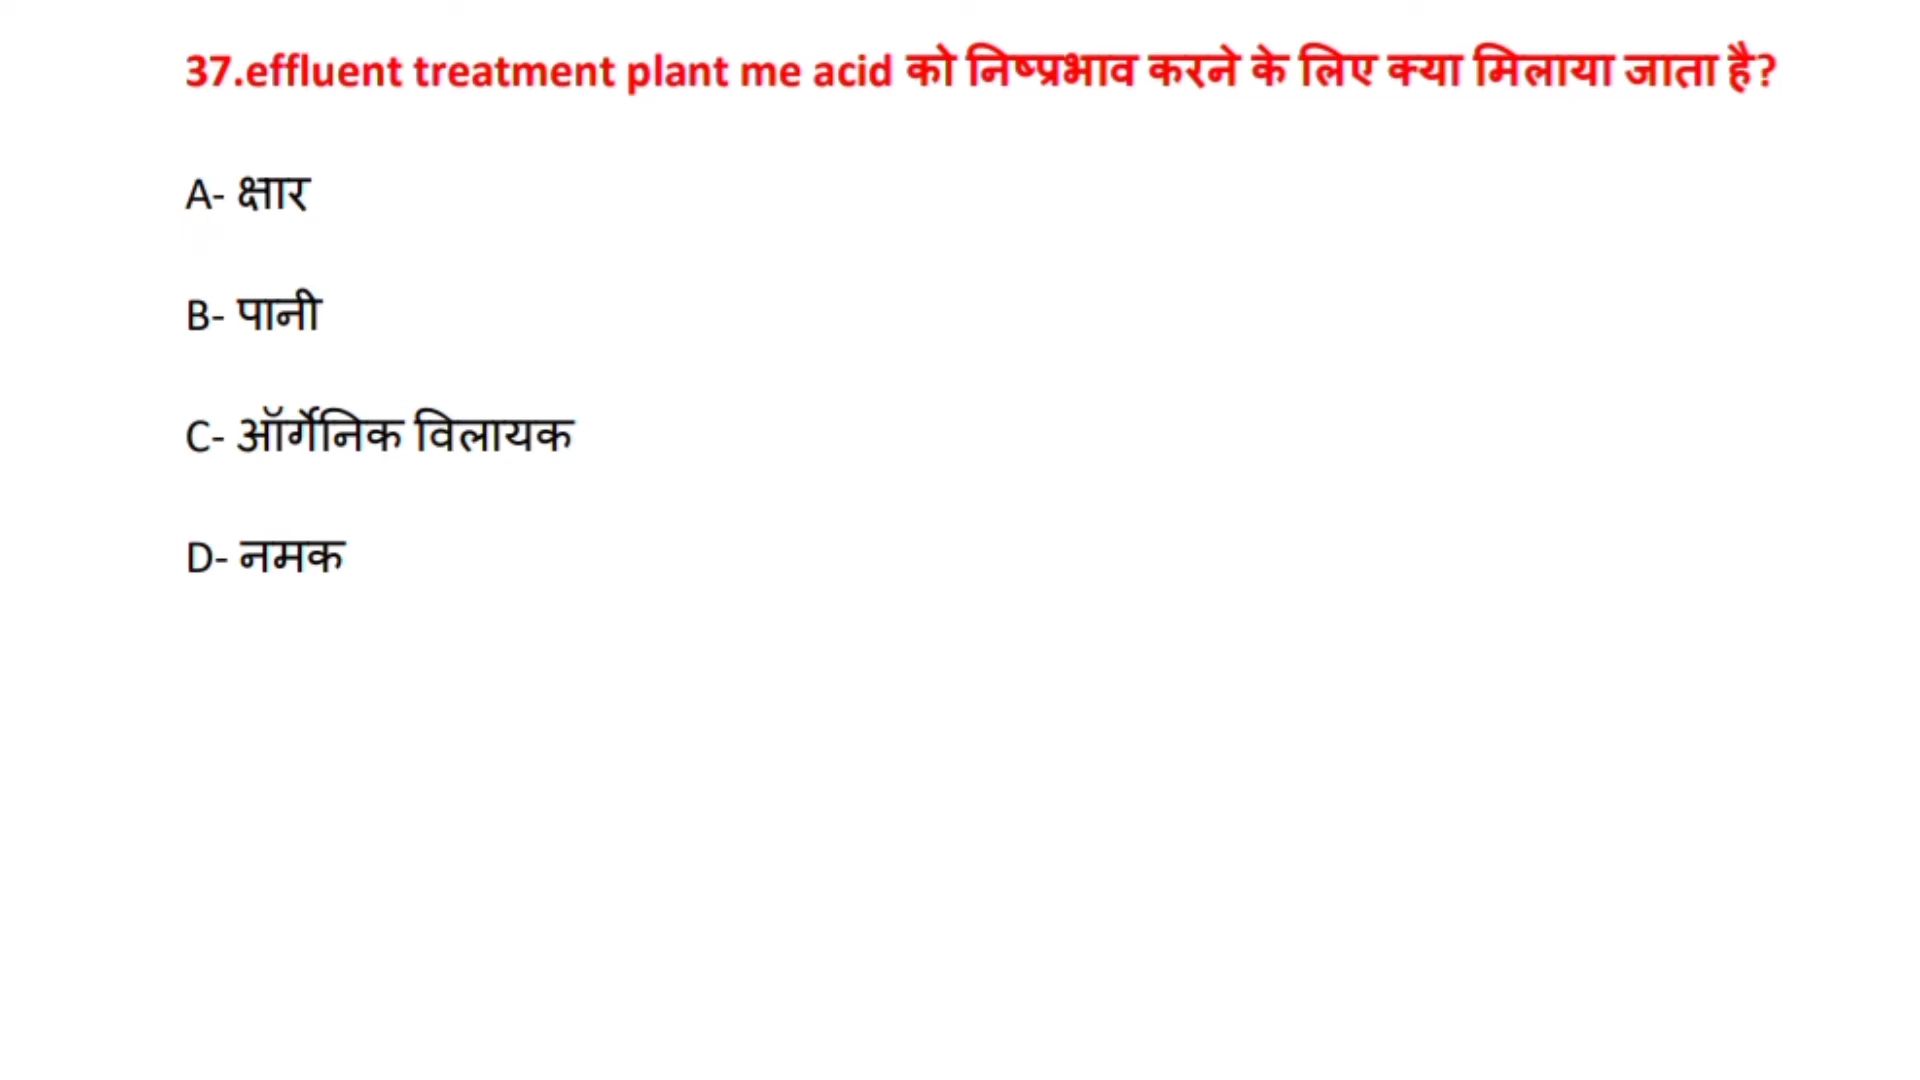 37.effluent treatment plant me acid को निष्प्रभाव करने के लिए क्या मिलाया जाता है?
A- क्षार
B- पानी
C- ऑर्गेनिक विलायक
D- नमक